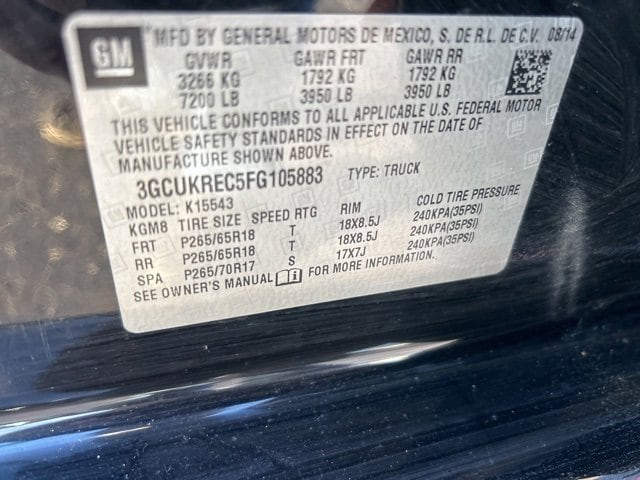 GM
MFD BY GENERAL MOTORS DE MEXICO, S DE R.L. DE C.V. 08/14
GVWR GAWR FRT GAWR RR
3266 KG 1792 KG 1792 KG
7200 LB 3950 LB 3950 LB
THIS VEHICLE CONFORMS TO ALL APPLICABLE U.S. FEDERAL MOTOR
VEHICLE SAFETY STANDARDS IN EFFECT ON THE DATE OF
MANUFACTURE SHOWN ABOVE.
3GCUKREC5FG105883 TYPE: TRUCK
MODEL: K15543
KGM8 TIRE SIZE SPEED RTG RIM COLD TIRE PRESSURE
FRT P265/65R18 T 18X8.5J 240KPA(35PSI)
RR P265/65R18 T 18X8.5J 240KPA(35PSI)
SPA P265/70R17 S 17X7J 240KPA(35PSI)
SEE OWNER'S MANUAL i FOR MORE INFORMATION.